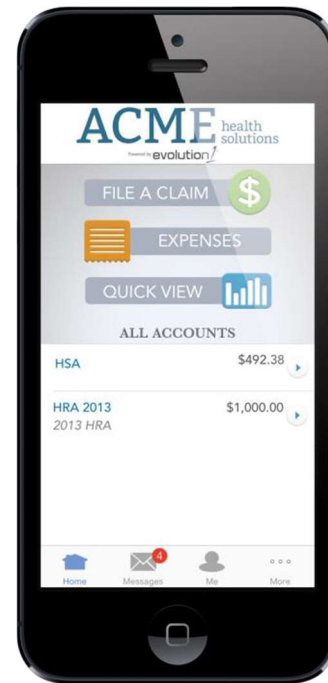 ACME health
solutions
Powered by evolution1
FILE A CLAIM $
EXPENSES
QUICK VIEW
ALL ACCOUNTS
HSA $492.38
HRA 2013 $1,000.00
2013 HRA
4
Home Messages Me More